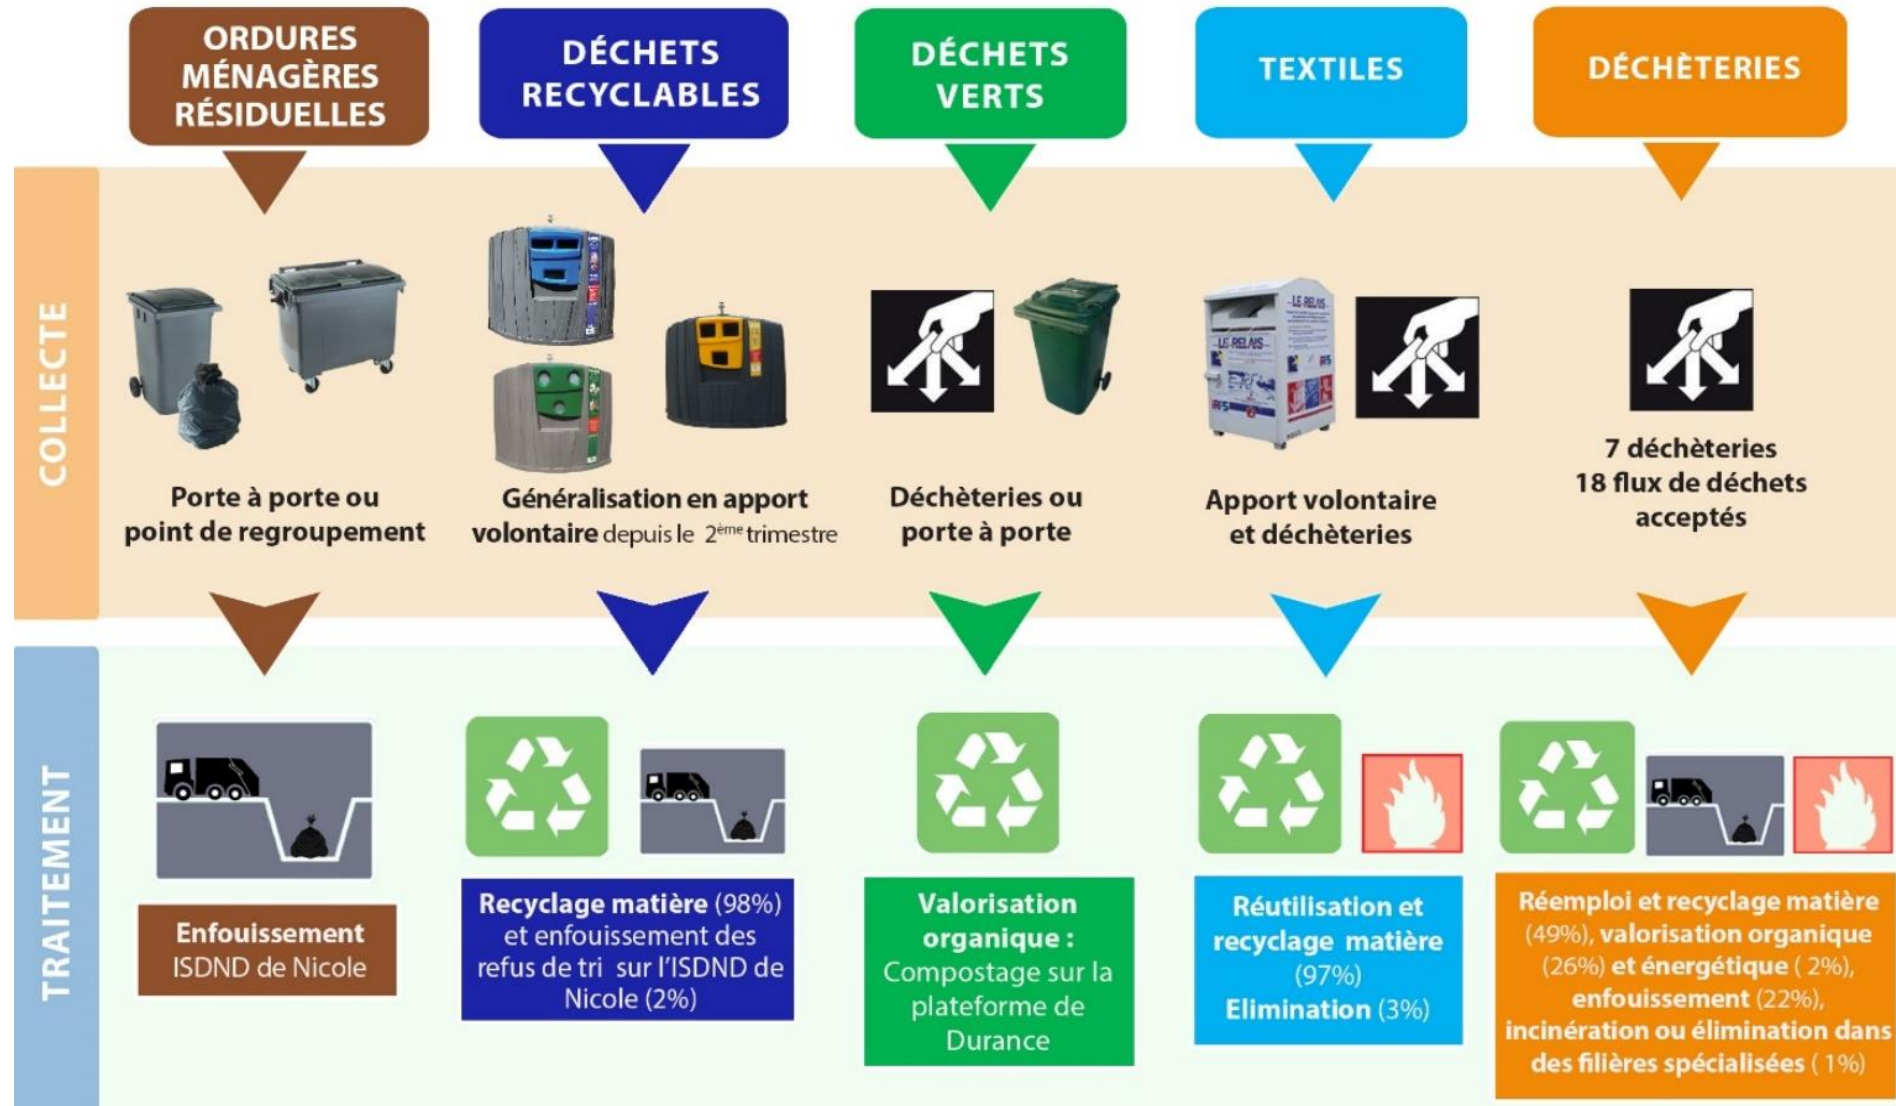 ORDURES
MÉNAGÈRES
RÉSIDUELLES
DÉCHETS
RECYCLABLES
DÉCHETS
VERTS
TEXTILES
DÉCHÈTERIES
COLLECTE
LE RELAIS
LE RELAIS
Porte à porte ou
point de regroupement
Généralisation en apport
volontaire depuis le 2ème trimestre
Déchèteries ou
porte à porte
Apport volontaire
et déchèteries
7 déchèteries
18 flux de déchets
acceptés
TRAITEMENT
Enfouissement
ISDND de Nicole
Recyclage matière (98%)
et enfouissement des
refus de tri sur l'ISDND de
Nicole (2%)
Valorisation
organique :
Compostage sur la
plateforme de
Durance
Réutilisation et
recyclage matière
(97%)
Elimination (3%)
Réemploi et recyclage matière
(49%), valorisation organique
(26%) et énergétique ( 2%),
enfouissement (22%),
incinération ou élimination dans
des filières spécialisées ( 1%)